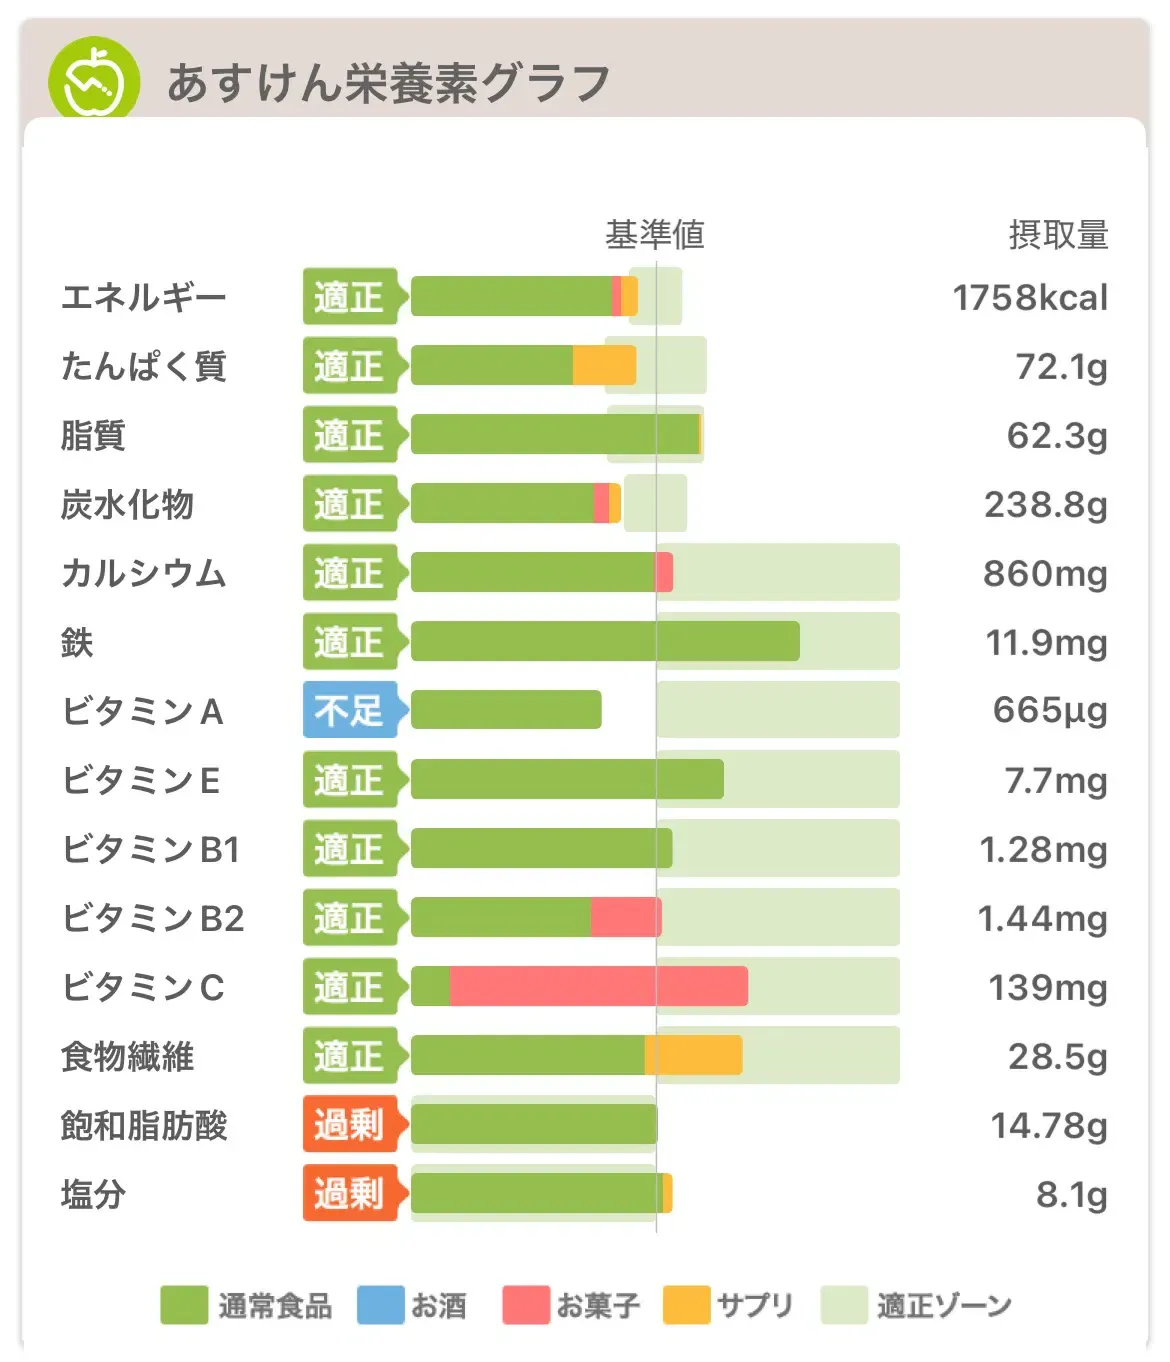 あすけん栄養素グラフ
基準値 摂取量
エネルギー 適正 1758kcal
たんぱく質 適正 72.1g
脂質 適正 62.3g
炭水化物 適正 238.8g
カルシウム 適正 860mg
鉄 適正 11.9mg
ビタミンA 不足 665μg
ビタミンE 適正 7.7mg
ビタミンB1 適正 1.28mg
ビタミンB2 適正 1.44mg
ビタミンC 適正 139mg
食物繊維 適正 28.5g
飽和脂肪酸 過剰 14.78g
塩分 過剰 8.1g
通常食品 お酒 お菓子 サプリ 適正ゾーン